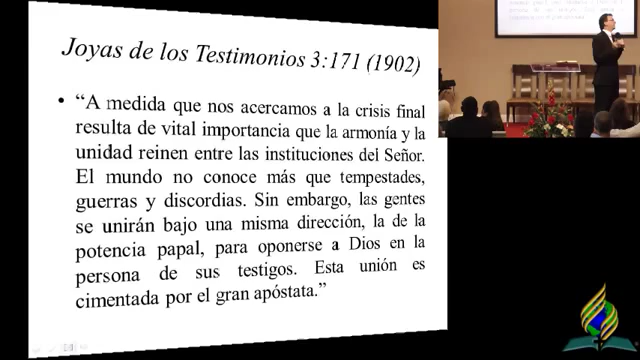 Joyas de los Testimonios 3:171 (1902)
• “A medida que nos acercamos a la crisis final
resulta de vital importancia que la armonía y la
unidad reinen entre las instituciones del Señor.
El mundo no conoce más que tempestades,
guerras y discordias. Sin embargo, las gentes
se unirán bajo una misma dirección, la de la
potencia papal, para oponerse a Dios en la
persona de sus testigos. Esta unión es
cimentada por el gran apóstata.”